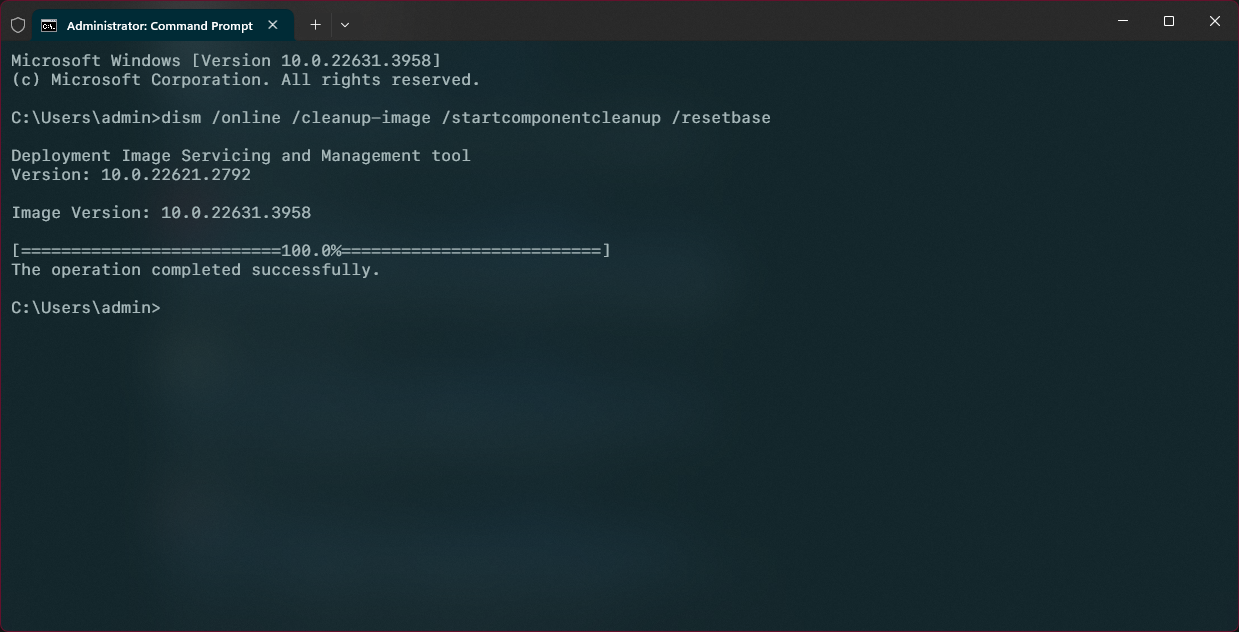 Administrator: Command Prompt
Microsoft Windows [Version 10.0.22631.3958]
(c) Microsoft Corporation. All rights reserved.
C:\Users\admin>dism /online /cleanup-image /startcomponentcleanup /resetbase
Deployment Image Servicing and Management tool
Version: 10.0.22621.2792
Image Version: 10.0.22631.3958
[==========================100.0%==========================]
The operation completed successfully.
C:\Users\admin>